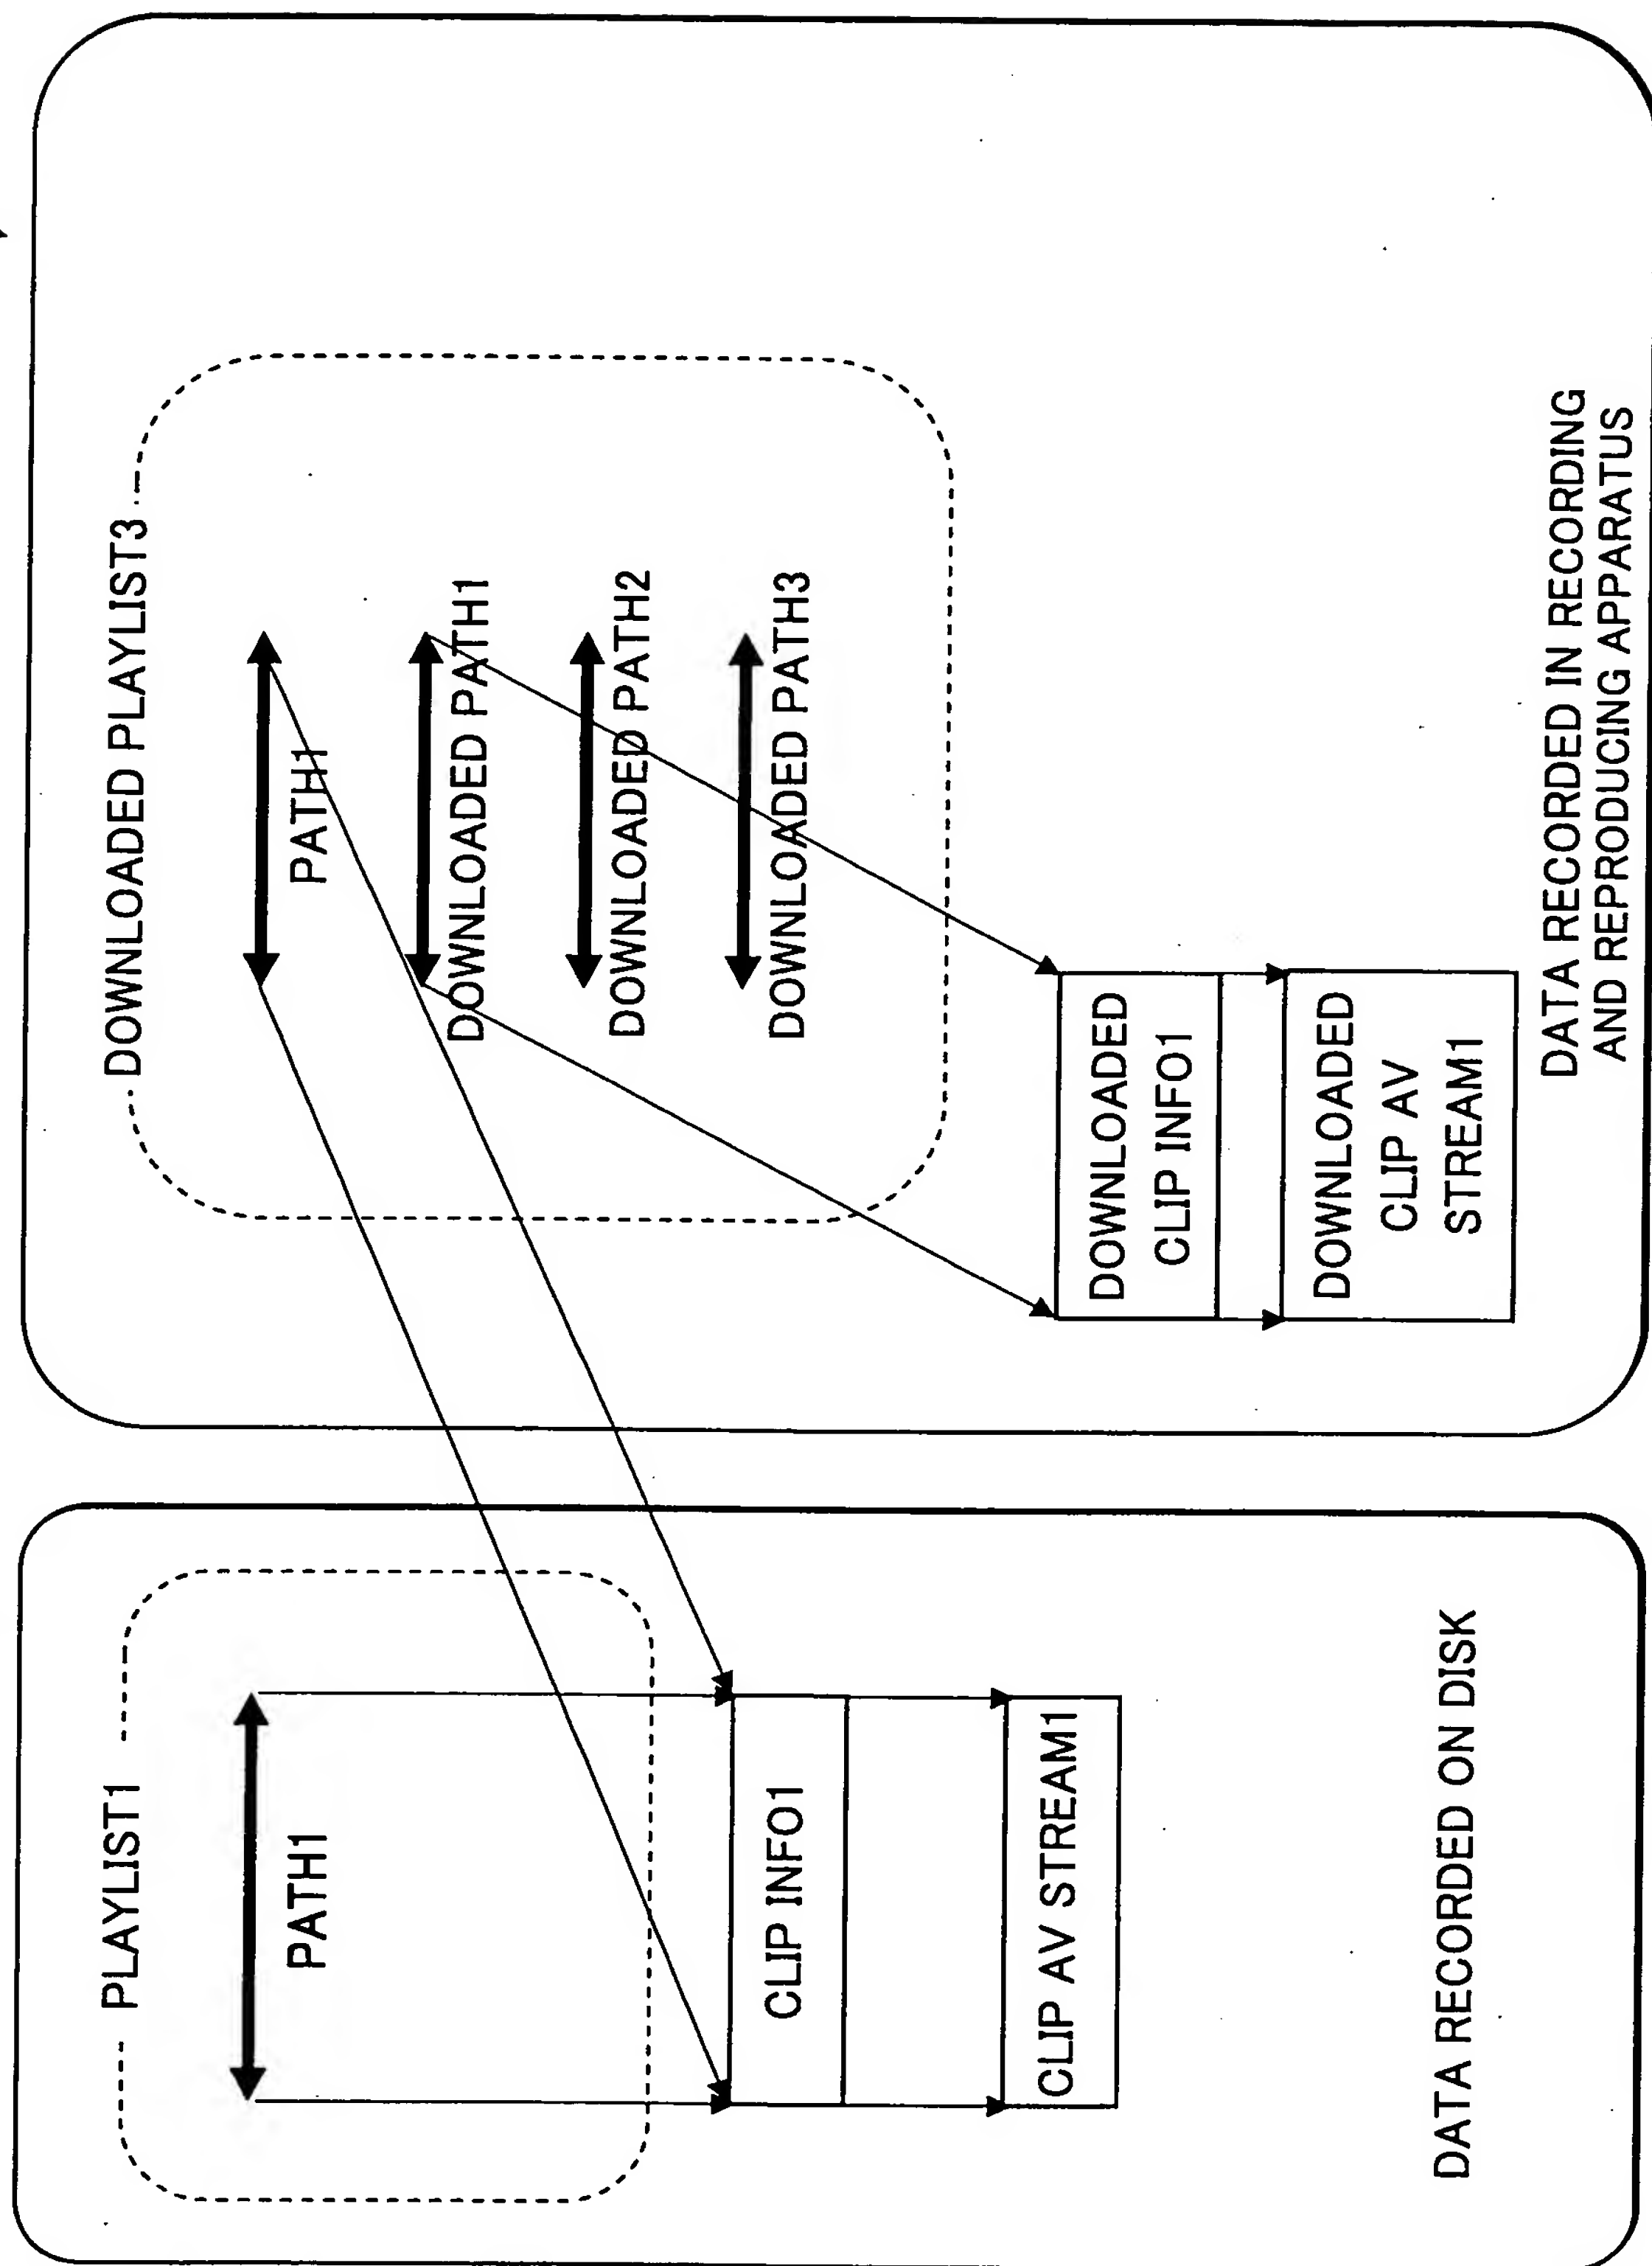 PLAYLIST1
PATH1
CLIP INFO1
CLIP AV STREAM1
DATA RECORDED ON DISK
DOWNLOADED PLAYLIST3
PATH1
DOWNLOADED PATH1
DOWNLOADED PATH2
DOWNLOADED PATH3
DOWNLOADED
CLIP INFO1
DOWNLOADED
CLIP AV
STREAM1
DATA RECORDED IN RECORDING
AND REPRODUCING APPARATUS